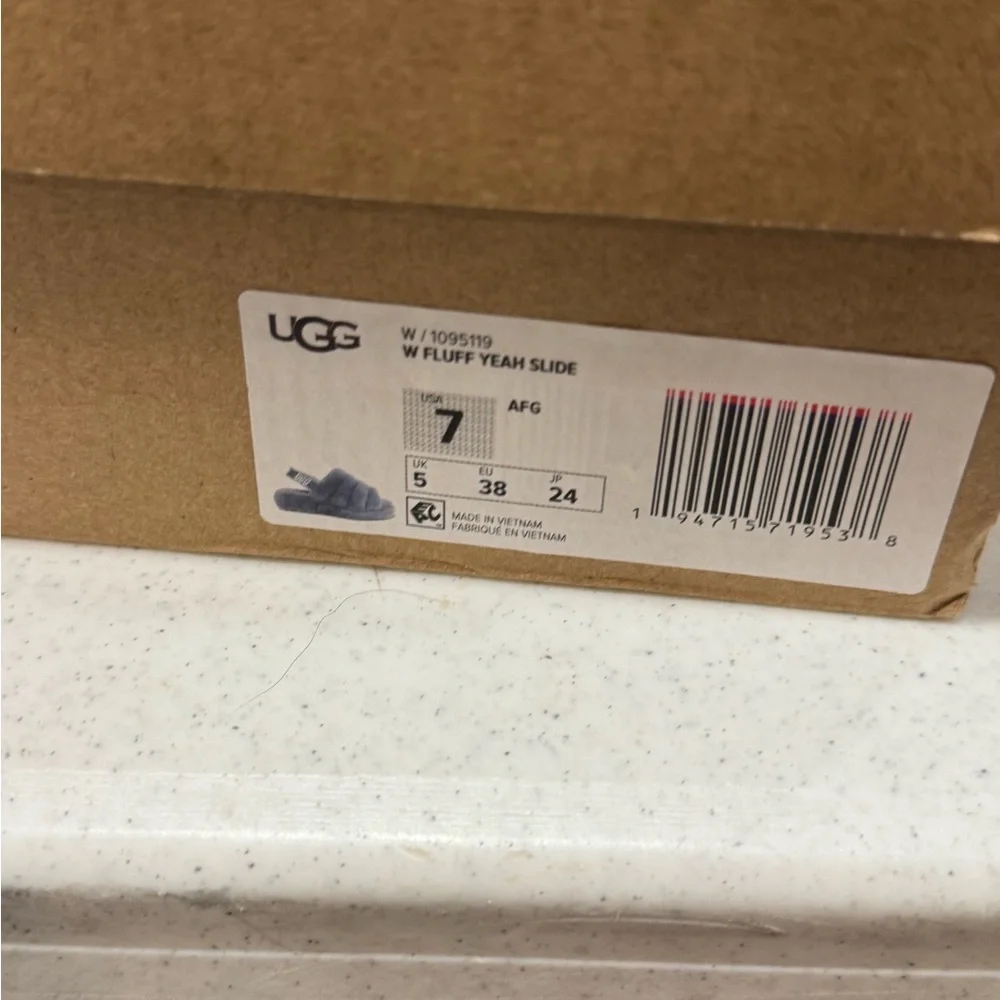 UGG
W / 1095119
W FLUFF YEAH SLIDE
USA
7
AFG
UK
5
EU
38
JP
24
MADE IN VIETNAM
FABRIQUÉ EN VIETNAM
1 94715 71953 8